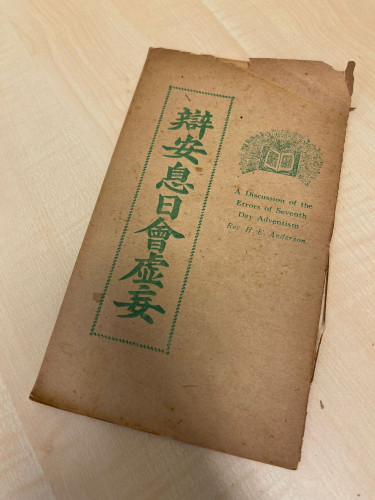 辯安息日會虛妄
A Discussion of the
Errors of Seventh
Day Adventism
Rev H. E. Anderson